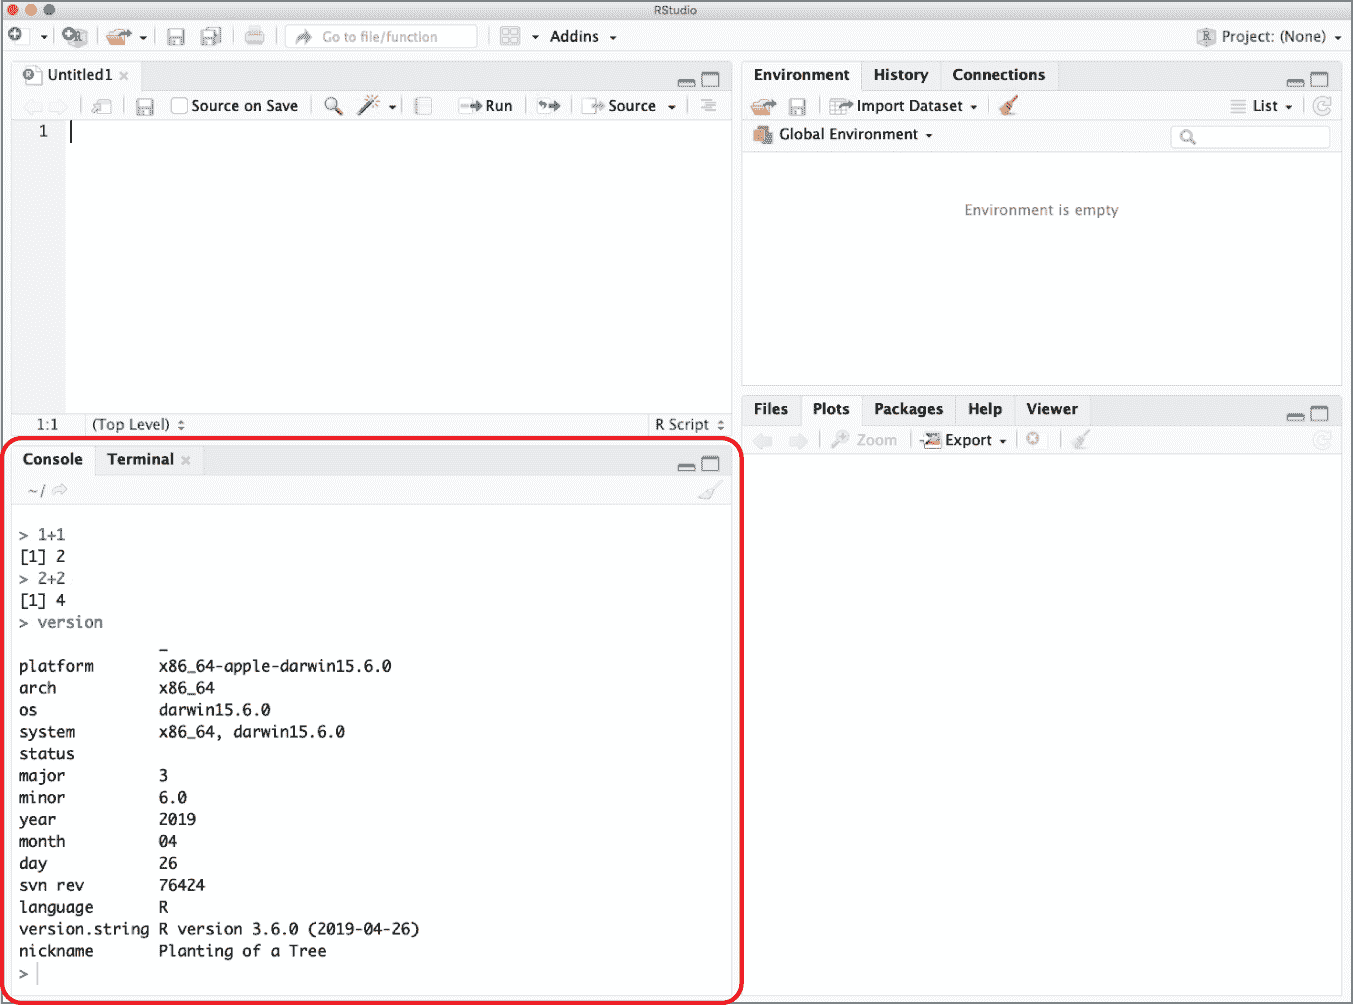 RStudio
Go to file/function
Addins
Project: (None)
Untitled1
Source on Save
Run
Source
1
1:1
(Top Level)
R Script
Console
Terminal
~/
> 1+1
[1] 2
> 2+2
[1] 4
> version
_
platform x86_64-apple-darwin15.6.0
arch x86_64
os darwin15.6.0
system x86_64, darwin15.6.0
status
major 3
minor 6.0
year 2019
month 04
day 26
svn rev 76424
language R
version.string R version 3.6.0 (2019-04-26)
nickname Planting of a Tree
>
Environment
History
Connections
Import Dataset
List
Global Environment
Environment is empty
Files
Plots
Packages
Help
Viewer
Zoom
Export